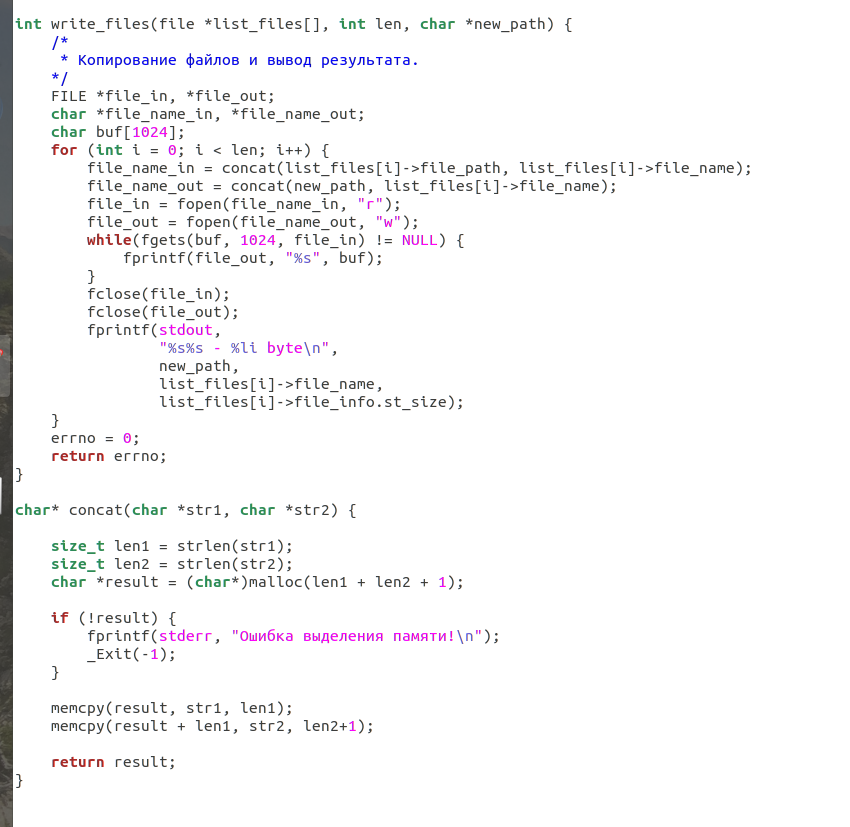 int write_files(file *list_files[], int len, char *new_path) {
    /*
     * Копирование файлов и вывод результата.
    */
    FILE *file_in, *file_out;
    char *file_name_in, *file_name_out;
    char buf[1024];
    for (int i = 0; i < len; i++) {
        file_name_in = concat(list_files[i]->file_path, list_files[i]->file_name);
        file_name_out = concat(new_path, list_files[i]->file_name);
        file_in = fopen(file_name_in, "r");
        file_out = fopen(file_name_out, "w");
        while(fgets(buf, 1024, file_in) != NULL) {
            fprintf(file_out, "%s", buf);
        }
        fclose(file_in);
        fclose(file_out);
        fprintf(stdout,
                "%s%s - %li byte\n",
                new_path,
                list_files[i]->file_name,
                list_files[i]->file_info.st_size);
    }
    errno = 0;
    return errno;
}

char* concat(char *str1, char *str2) {

    size_t len1 = strlen(str1);
    size_t len2 = strlen(str2);
    char *result = (char*)malloc(len1 + len2 + 1);

    if (!result) {
        fprintf(stderr, "Ошибка выделения памяти!\n");
        _Exit(-1);
    }

    memcpy(result, str1, len1);
    memcpy(result + len1, str2, len2+1);

    return result;
}